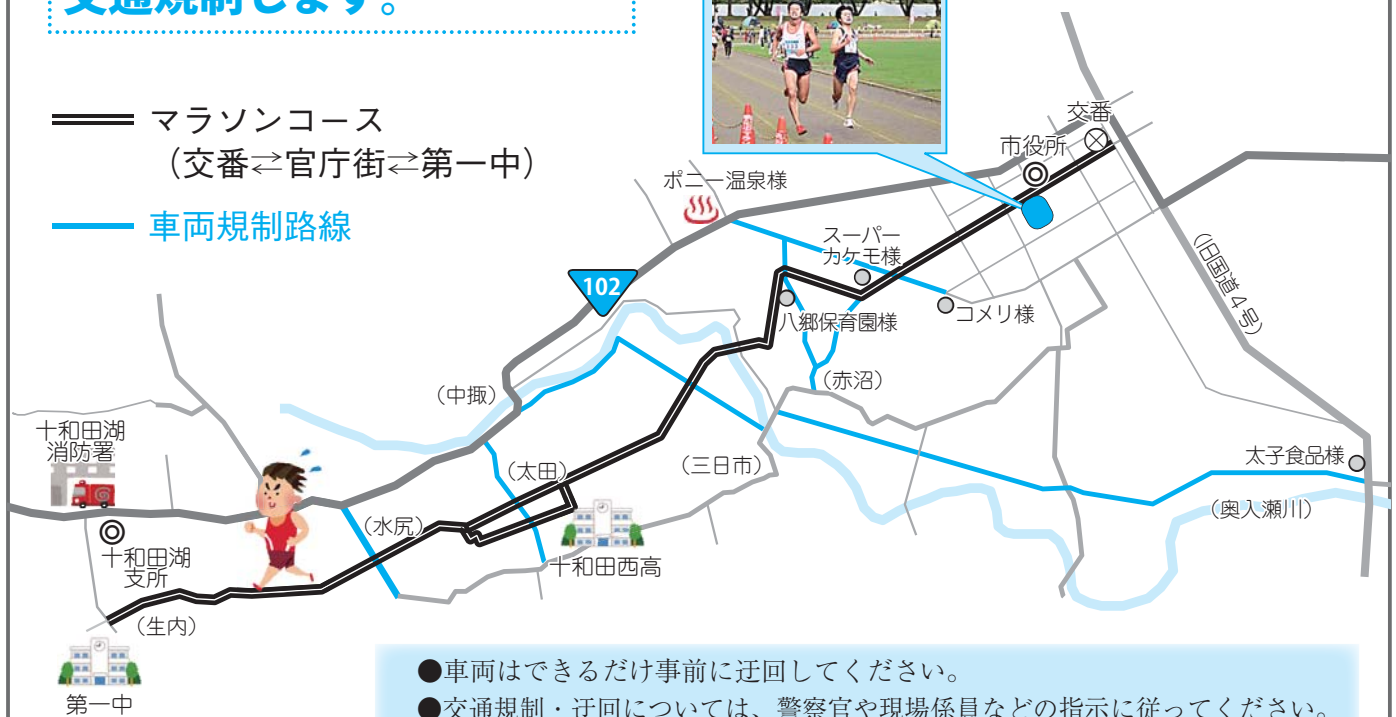 交通規制します。
マラソンコース
（交番⇄官庁街⇄第一中）
車両規制路線
交番
市役所
ポニー温泉様
スーパー
カケモ様
（旧国道４号）
102
八郷保育園様
コメリ様
（中掫）
（赤沼）
十和田湖
消防署
（太田）
（三日市）
太子食品様
（水尻）
（奥入瀬川）
十和田湖
支所
十和田西高
（生内）
第一中
●車両はできるだけ事前に迂回してください。
●交通規制・迂回については、警察官や現場係員などの指示に従ってください。